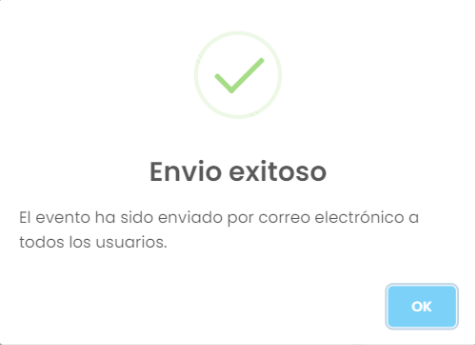 Envio exitoso
El evento ha sido enviado por correo electrónico a
todos los usuarios.
OK